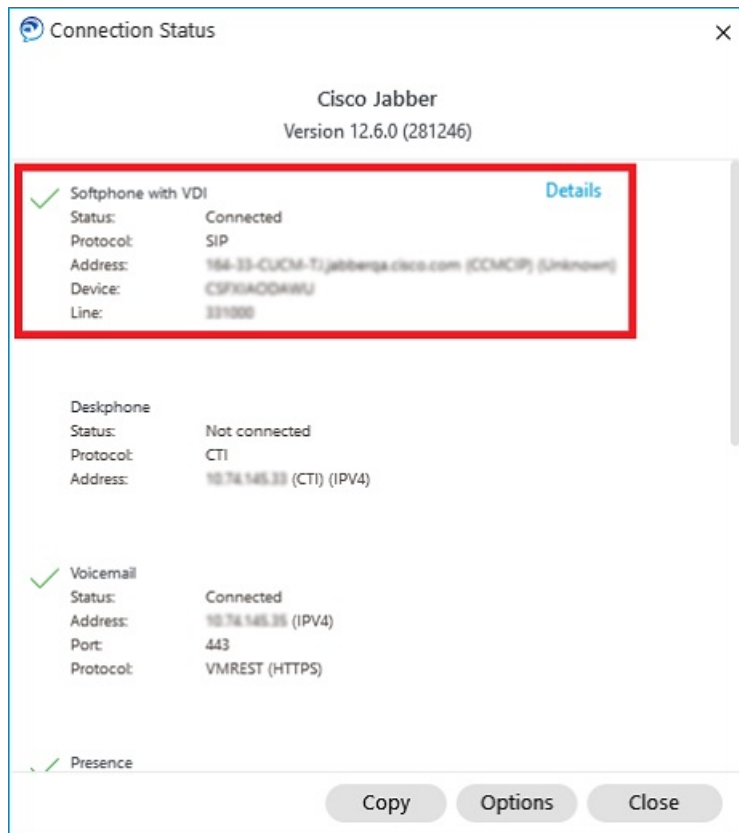 Connection Status
Cisco Jabber
Version 12.6.0 (281246)
Softphone with VDI Details
Status: Connected
Protocol: SIP
Address: (CCMCIP) (Unknown)
Device:
Line:
Deskphone
Status: Not connected
Protocol: CTI
Address: (CTI) (IPV4)
Voicemail
Status: Connected
Address: (IPV4)
Port: 443
Protocol: VMREST (HTTPS)
Presence
Copy Options Close